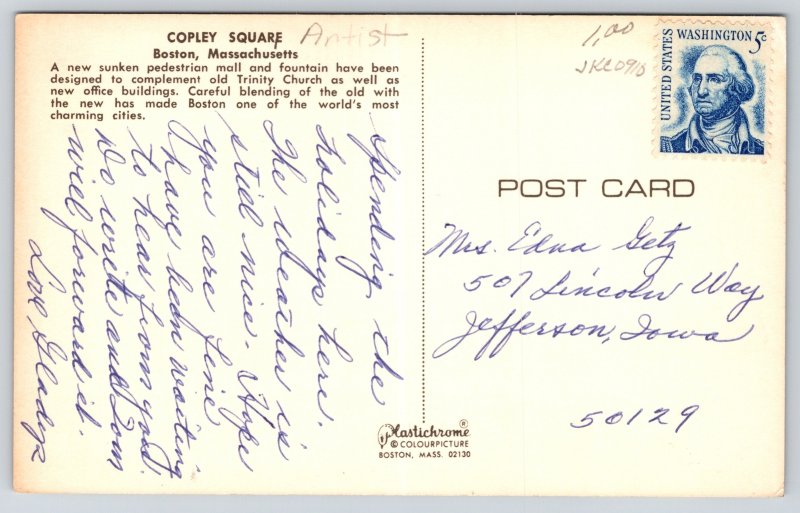 COPLEY SQUARE
Artist
Boston, Massachusetts
A new sunken pedestrian mall and fountain have been
designed to complement old Trinity Church as well as
new office buildings. Careful blending of the old with
the new has made Boston one of the world's most
charming cities.
Spending the
holidays here.
The weather is
still nice. Hope
you are fine
I have been waiting
to hear from you.
Do write and Tom
will forward it.
Love, Gladys
1.00
UNITED STATES
WASHINGTON 5c
POST CARD
Mrs. Edna Getz
507 Lincoln Way
Jefferson, Iowa
50129
Plastichrome®
© COLOURPICTURE
BOSTON, MASS. 02130